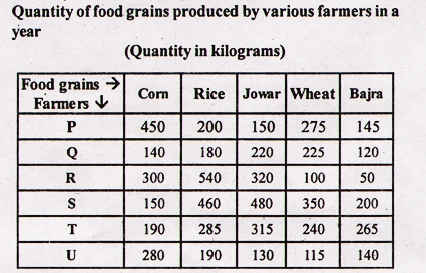 Quantity of food grains produced by various farmers in a
year
(Quantity in kilograms)
Food grains → Corn Rice Jowar Wheat Bajra
Farmers ↓
P 450 200 150 275 145
Q 140 180 220 225 120
R 300 540 320 100 50
S 150 460 480 350 200
T 190 285 315 240 265
U 280 190 130 115 140